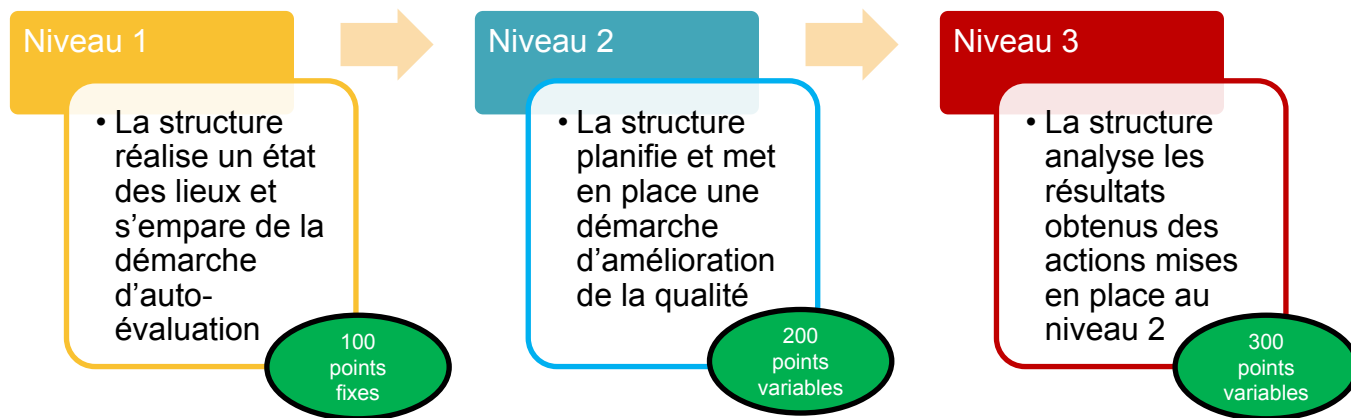 Niveau 1
• La structure
réalise un état
des lieux et
s'empare de la
démarche
d'auto-
évaluation
100
points
fixes
Niveau 2
• La structure
planifie et met
en place une
démarche
d'amélioration
de la qualité
200
points
variables
Niveau 3
• La structure
analyse les
résultats
obtenus des
actions mises
en place au
niveau 2
300
points
variables